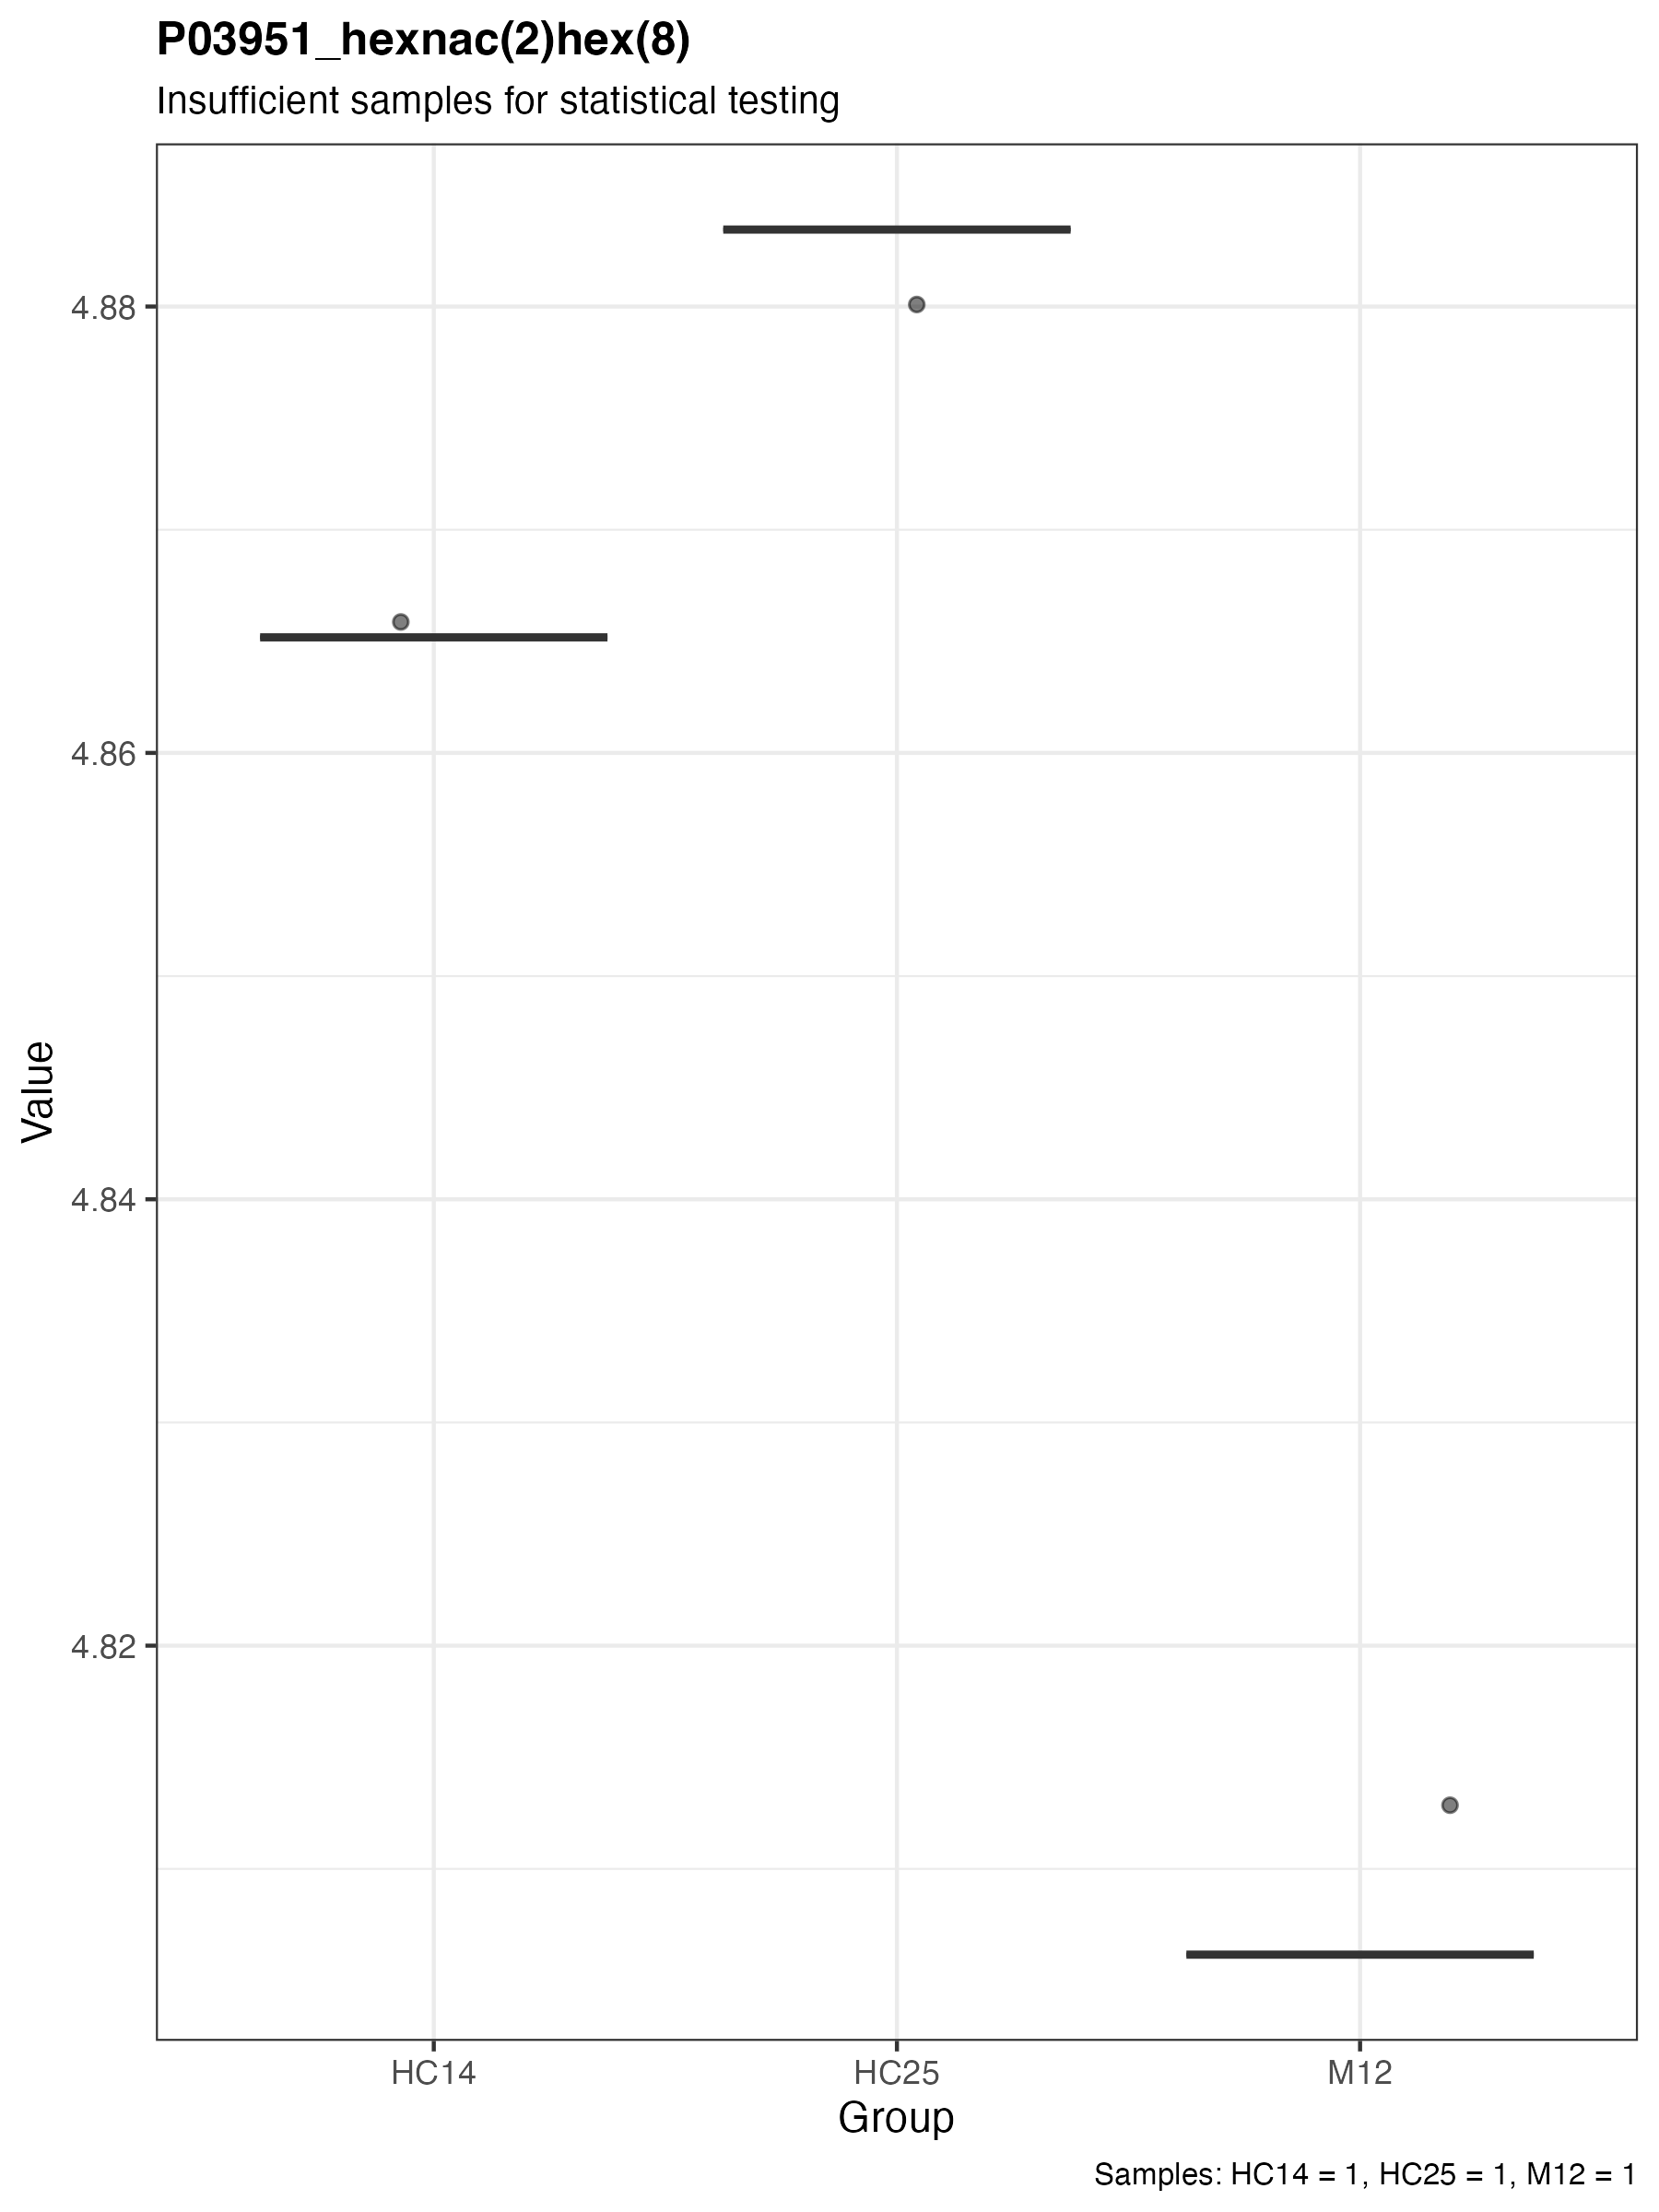 P03951_hexnac(2)hex(8)
Insufficient samples for statistical testing
Value
4.88
4.86
4.84
4.82
HC14 HC25 M12
Group
Samples: HC14 = 1, HC25 = 1, M12 = 1